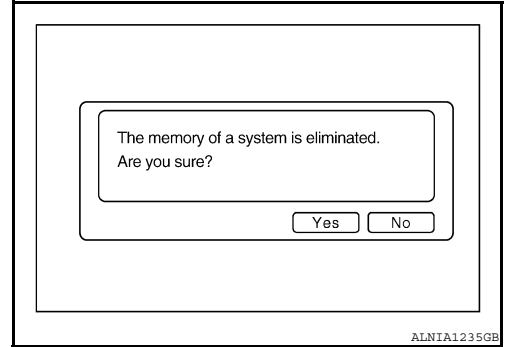 The memory of a system is eliminated.
Are you sure?
Yes No
ALNIA1235GB